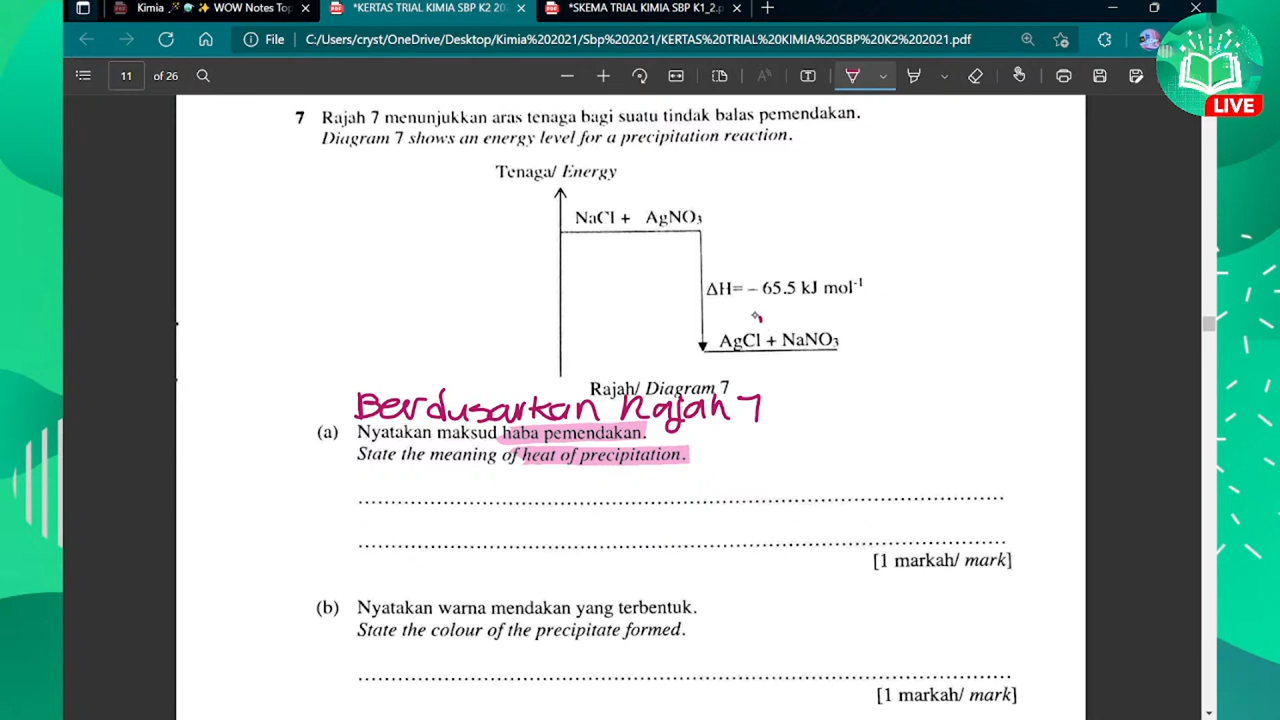 Kimia 🪄 🧪 ✨ WOW Notes Top
*KERTAS TRIAL KIMIA SBP K2 202
*SKEMA TRIAL KIMIA SBP K1_2.p
File C:/Users/cryst/OneDrive/Desktop/Kimia%202021/Sbp%202021/KERTAS%20TRIAL%20KIMIA%20SBP%20K2%202021.pdf
LIVE
11 of 26
7 Rajah 7 menunjukkan aras tenaga bagi suatu tindak balas pemendakan.
Diagram 7 shows an energy level for a precipitation reaction.
Tenaga/ Energy
NaCl + AgNO₃
ΔH= – 65.5 kJ mol⁻¹
AgCl + NaNO₃
Rajah/ Diagram 7
Berdusarkan Rajah 7
(a) Nyatakan maksud haba pemendakan.
State the meaning of heat of precipitation.
[1 markah/ mark]
(b) Nyatakan warna mendakan yang terbentuk.
State the colour of the precipitate formed.
[1 markah/ mark]